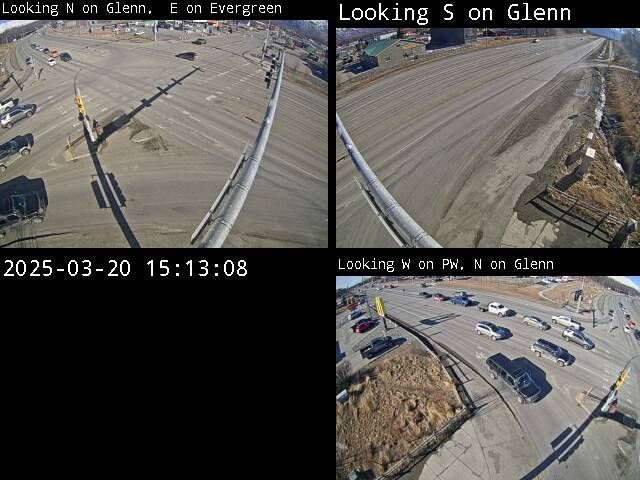 Looking N on Glenn,  E on Evergreen
Looking S on Glenn
2025-03-20 15:13:08
Looking W on PW, N on Glenn